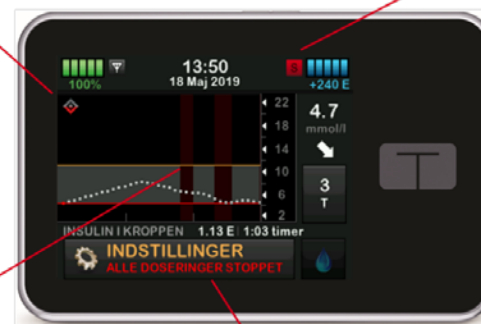 13:50
18 Maj 2019
100%
S
+240 E
22
18
14
10
6
2
4.7
mmol/l
3
T
INSULIN I KROPPEN 1.13 E | 1:03 timer
INDSTILLINGER
ALLE DOSERINGER STOPPET
T